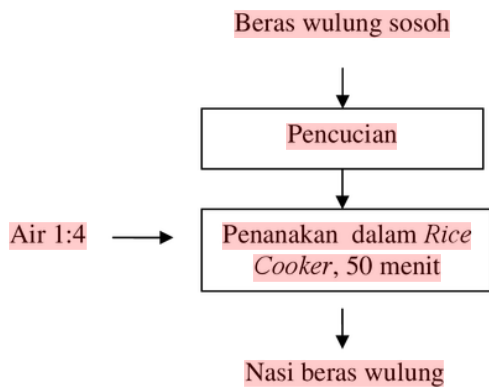 Beras wulung sosoh
Pencucian
Air 1:4
Penanakan dalam Rice
Cooker, 50 menit
Nasi beras wulung